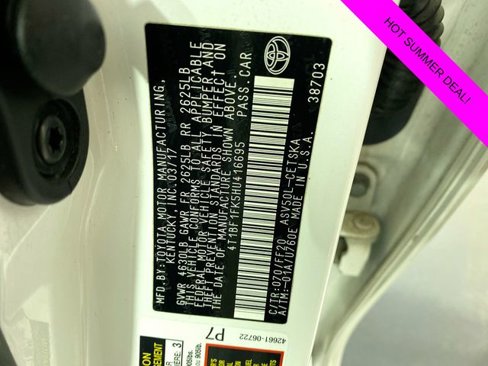 HOT SUMMER DEAL!
MFD.BY:TOYOTA MOTOR MANUFACTURING,
KENTUCKY, INC.03/17
GVWR 4630LB GAWR FR 2625LB RR 2625LB
THIS VEHICLE CONFORMS TO ALL APPLICABLE
FEDERAL MOTOR VEHICLE SAFETY, BUMPER AND
THEFT PREVENTION STANDARDS IN EFFECT ON
THE DATE OF MANUFACTURE SHOWN ABOVE.
4T1BF1FK5HU416695 PASS.CAR
38703
C/TR:070/FF20 ASV50L-CETSKA
A/TM:-01A/U760E MADE IN U.S.A.
42661-06722
P7